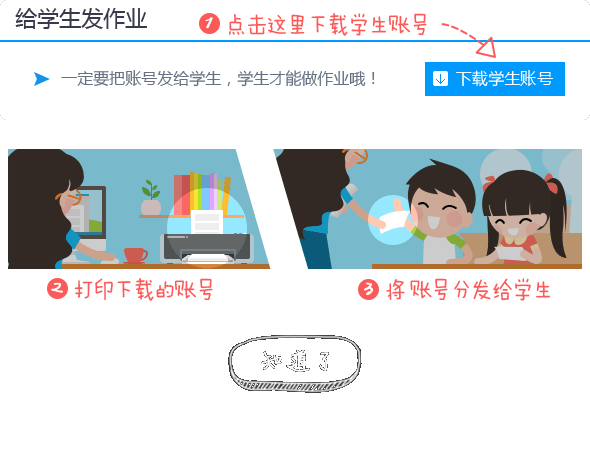 给学生发作业
1 点击这里下载学生账号
一定要把账号发给学生，学生才能做作业哦！
下载学生账号
2 打印下载的账号
3 将账号分发给学生
知道了